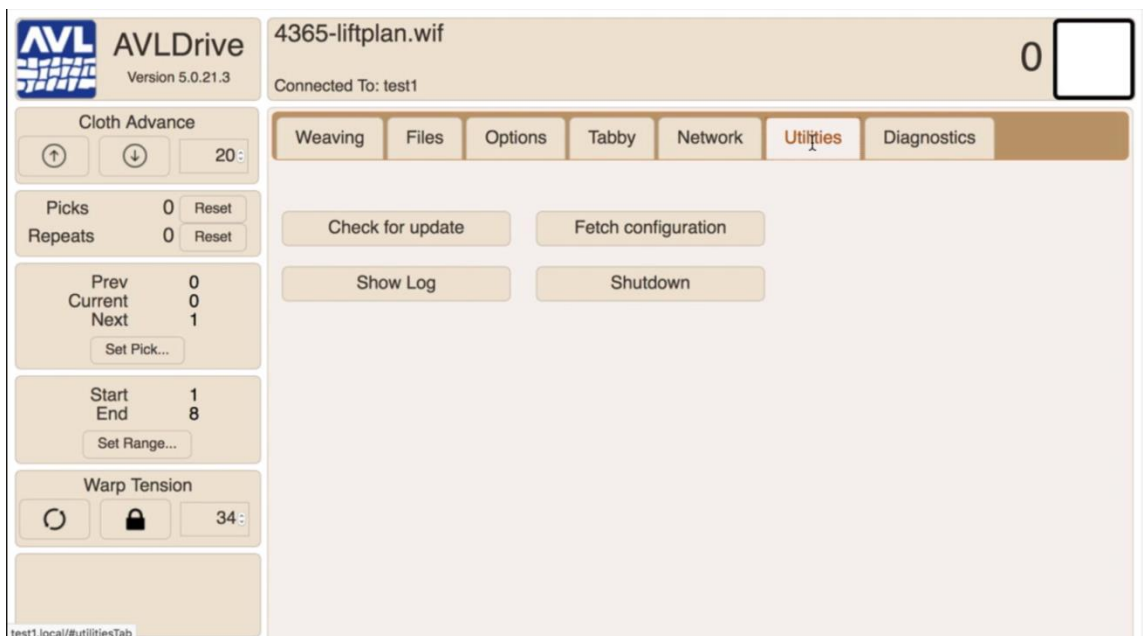 AVL
AVLDrive
Version 5.0.21.3
4365-liftplan.wif
Connected To: test1
0
Cloth Advance
20
Picks 0 Reset
Repeats 0 Reset
Prev 0
Current 0
Next 1
Set Pick...
Start 1
End 8
Set Range...
Warp Tension
34
Weaving Files Options Tabby Network Utilities Diagnostics
Check for update Fetch configuration
Show Log Shutdown
test1.local/#utilitiesTab